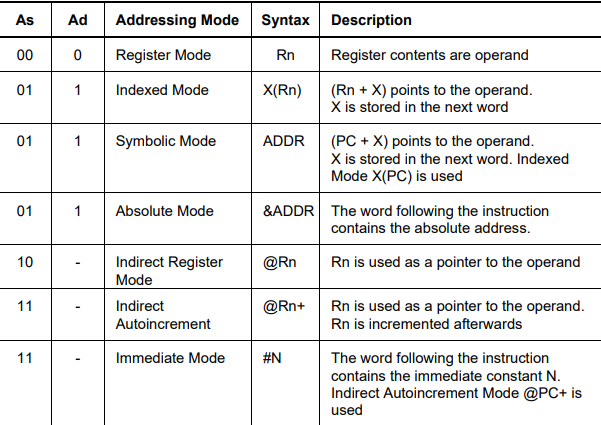 As Ad Addressing Mode Syntax Description
00 0 Register Mode Rn Register contents are operand
01 1 Indexed Mode X(Rn) (Rn + X) points to the operand.
X is stored in the next word
01 1 Symbolic Mode ADDR (PC + X) points to the operand.
X is stored in the next word. Indexed
Mode X(PC) is used
01 1 Absolute Mode &ADDR The word following the instruction
contains the absolute address.
10 - Indirect Register @Rn Rn is used as a pointer to the operand
Mode
11 - Indirect @Rn+ Rn is used as a pointer to the operand.
Autoincrement Rn is incremented afterwards
11 - Immediate Mode #N The word following the instruction
contains the immediate constant N.
Indirect Autoincrement Mode @PC+ is
used